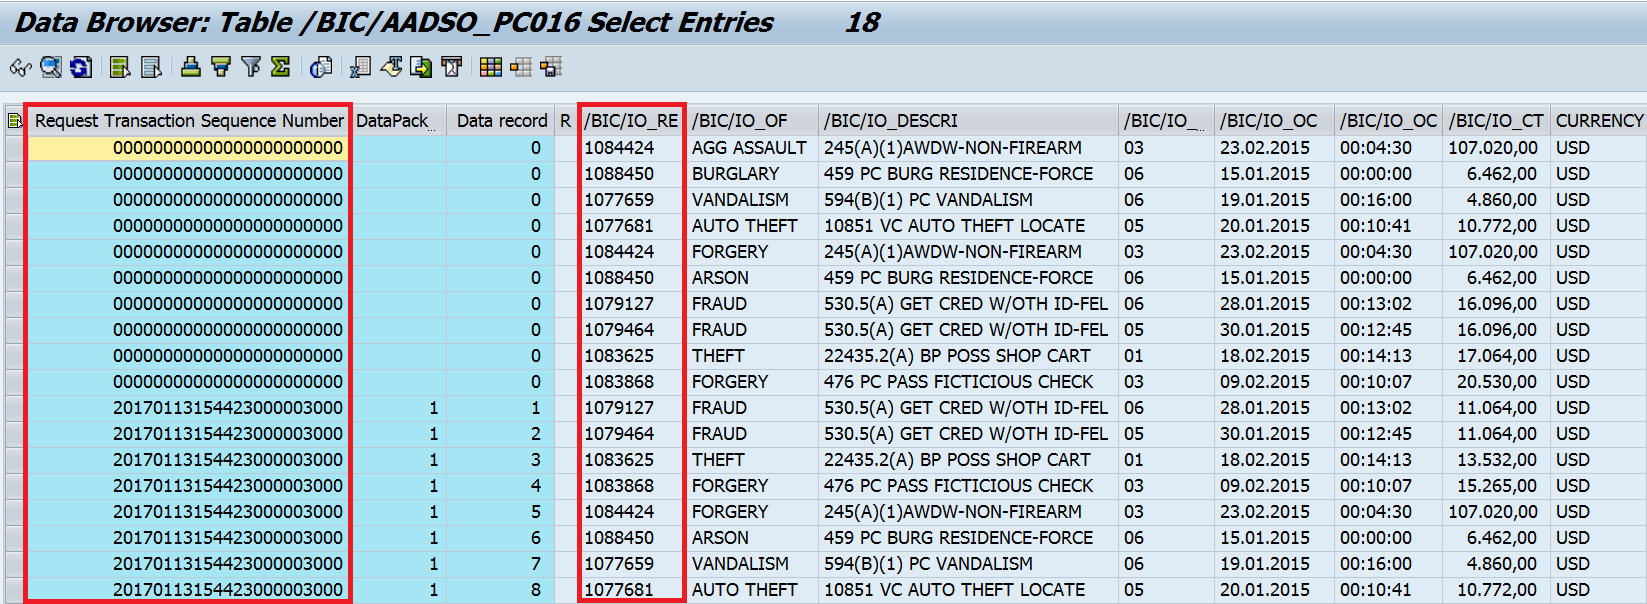 Data Browser: Table /BIC/AADSO_PC016 Select Entries 18
Request Transaction Sequence Number DataPack_ Data record R /BIC/IO_RE /BIC/IO_OF /BIC/IO_DESCRI /BIC/IO_... /BIC/IO_OC /BIC/IO_OC /BIC/IO_CT CURRENCY
00000000000000000000000 0 1084424 AGG ASSAULT 245(A)(1)AWDW-NON-FIREARM 03 23.02.2015 00:04:30 107.020,00 USD
00000000000000000000000 0 1088450 BURGLARY 459 PC BURG RESIDENCE-FORCE 06 15.01.2015 00:00:00 6.462,00 USD
00000000000000000000000 0 1077659 VANDALISM 594(B)(1) PC VANDALISM 06 19.01.2015 00:16:00 4.860,00 USD
00000000000000000000000 0 1077681 AUTO THEFT 10851 VC AUTO THEFT LOCATE 05 20.01.2015 00:10:41 10.772,00 USD
00000000000000000000000 0 1084424 FORGERY 245(A)(1)AWDW-NON-FIREARM 03 23.02.2015 00:04:30 107.020,00 USD
00000000000000000000000 0 1088450 ARSON 459 PC BURG RESIDENCE-FORCE 06 15.01.2015 00:00:00 6.462,00 USD
00000000000000000000000 0 1079127 FRAUD 530.5(A) GET CRED W/OTH ID-FEL 06 28.01.2015 00:13:02 16.096,00 USD
00000000000000000000000 0 1079464 FRAUD 530.5(A) GET CRED W/OTH ID-FEL 05 30.01.2015 00:12:45 16.096,00 USD
00000000000000000000000 0 1083625 THEFT 22435.2(A) BP POSS SHOP CART 01 18.02.2015 00:14:13 17.064,00 USD
00000000000000000000000 0 1083868 FORGERY 476 PC PASS FICTICIOUS CHECK 03 09.02.2015 00:10:07 20.530,00 USD
20170113154423000003000 1 1 1079127 FRAUD 530.5(A) GET CRED W/OTH ID-FEL 06 28.01.2015 00:13:02 11.064,00 USD
20170113154423000003000 1 2 1079464 FRAUD 530.5(A) GET CRED W/OTH ID-FEL 05 30.01.2015 00:12:45 11.064,00 USD
20170113154423000003000 1 3 1083625 THEFT 22435.2(A) BP POSS SHOP CART 01 18.02.2015 00:14:13 13.532,00 USD
20170113154423000003000 1 4 1083868 FORGERY 476 PC PASS FICTICIOUS CHECK 03 09.02.2015 00:10:07 15.265,00 USD
20170113154423000003000 1 5 1084424 FORGERY 245(A)(1)AWDW-NON-FIREARM 03 23.02.2015 00:04:30 107.020,00 USD
20170113154423000003000 1 6 1088450 ARSON 459 PC BURG RESIDENCE-FORCE 06 15.01.2015 00:00:00 6.462,00 USD
20170113154423000003000 1 7 1077659 VANDALISM 594(B)(1) PC VANDALISM 06 19.01.2015 00:16:00 4.860,00 USD
20170113154423000003000 1 8 1077681 AUTO THEFT 10851 VC AUTO THEFT LOCATE 05 20.01.2015 00:10:41 10.772,00 USD